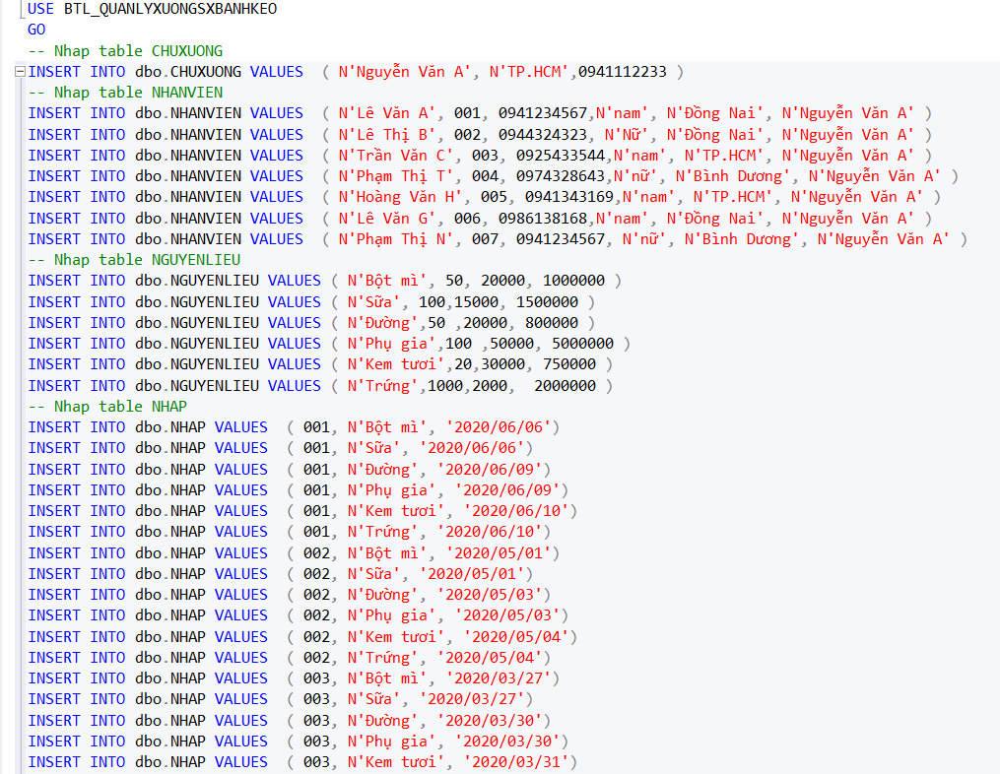 USE BTL_QUANLYXUONGSXBANHKEO
GO
-- Nhap table CHUXUONG
INSERT INTO dbo.CHUXUONG VALUES  ( N'Nguyễn Văn A', N'TP.HCM',0941112233 )
-- Nhap table NHANVIEN
INSERT INTO dbo.NHANVIEN VALUES  ( N'Lê Văn A', 001, 0941234567,N'nam', N'Đồng Nai', N'Nguyễn Văn A' )
INSERT INTO dbo.NHANVIEN VALUES  ( N'Lê Thị B', 002, 0944324323, N'Nữ', N'Đồng Nai', N'Nguyễn Văn A' )
INSERT INTO dbo.NHANVIEN VALUES  ( N'Trần Văn C', 003, 0925433544,N'nam', N'TP.HCM', N'Nguyễn Văn A' )
INSERT INTO dbo.NHANVIEN VALUES  ( N'Phạm Thị T', 004, 0974328643,N'nữ', N'Bình Dương', N'Nguyễn Văn A' )
INSERT INTO dbo.NHANVIEN VALUES  ( N'Hoàng Văn H', 005, 0941343169,N'nam', N'TP.HCM', N'Nguyễn Văn A' )
INSERT INTO dbo.NHANVIEN VALUES  ( N'Lê Văn G', 006, 0986138168,N'nam', N'Đồng Nai', N'Nguyễn Văn A' )
INSERT INTO dbo.NHANVIEN VALUES  ( N'Phạm Thị N', 007, 0941234567, N'nữ', N'Bình Dương', N'Nguyễn Văn A' )
-- Nhap table NGUYENLIEU
INSERT INTO dbo.NGUYENLIEU VALUES ( N'Bột mì', 50, 20000, 1000000 )
INSERT INTO dbo.NGUYENLIEU VALUES ( N'Sữa', 100,15000, 1500000 )
INSERT INTO dbo.NGUYENLIEU VALUES ( N'Đường',50 ,20000, 800000 )
INSERT INTO dbo.NGUYENLIEU VALUES ( N'Phụ gia',100 ,50000, 5000000 )
INSERT INTO dbo.NGUYENLIEU VALUES ( N'Kem tươi',20,30000, 750000 )
INSERT INTO dbo.NGUYENLIEU VALUES ( N'Trứng',1000,2000,  2000000 )
-- Nhap table NHAP
INSERT INTO dbo.NHAP VALUES  ( 001, N'Bột mì', '2020/06/06')
INSERT INTO dbo.NHAP VALUES  ( 001, N'Sữa', '2020/06/06')
INSERT INTO dbo.NHAP VALUES  ( 001, N'Đường', '2020/06/09')
INSERT INTO dbo.NHAP VALUES  ( 001, N'Phụ gia', '2020/06/09')
INSERT INTO dbo.NHAP VALUES  ( 001, N'Kem tươi', '2020/06/10')
INSERT INTO dbo.NHAP VALUES  ( 001, N'Trứng', '2020/06/10')
INSERT INTO dbo.NHAP VALUES  ( 002, N'Bột mì', '2020/05/01')
INSERT INTO dbo.NHAP VALUES  ( 002, N'Sữa', '2020/05/01')
INSERT INTO dbo.NHAP VALUES  ( 002, N'Đường', '2020/05/03')
INSERT INTO dbo.NHAP VALUES  ( 002, N'Phụ gia', '2020/05/03')
INSERT INTO dbo.NHAP VALUES  ( 002, N'Kem tươi', '2020/05/04')
INSERT INTO dbo.NHAP VALUES  ( 002, N'Trứng', '2020/05/04')
INSERT INTO dbo.NHAP VALUES  ( 003, N'Bột mì', '2020/03/27')
INSERT INTO dbo.NHAP VALUES  ( 003, N'Sữa', '2020/03/27')
INSERT INTO dbo.NHAP VALUES  ( 003, N'Đường', '2020/03/30')
INSERT INTO dbo.NHAP VALUES  ( 003, N'Phụ gia', '2020/03/30')
INSERT INTO dbo.NHAP VALUES  ( 003, N'Kem tươi', '2020/03/31')